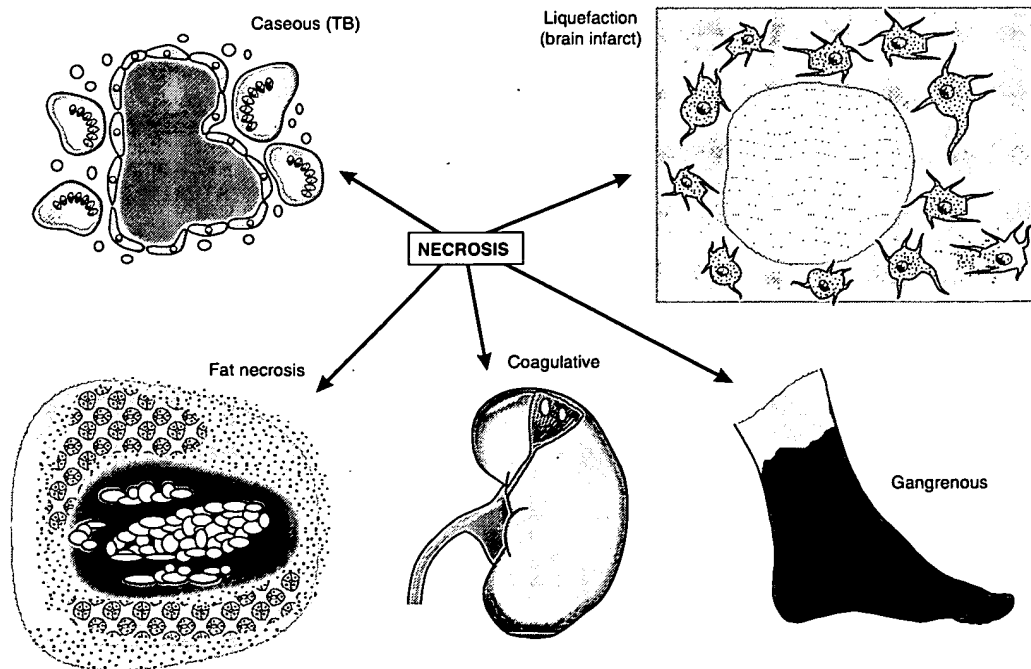 Caseous (TB)
Liquefaction
(brain infarct)
NECROSIS
Fat necrosis
Coagulative
Gangrenous